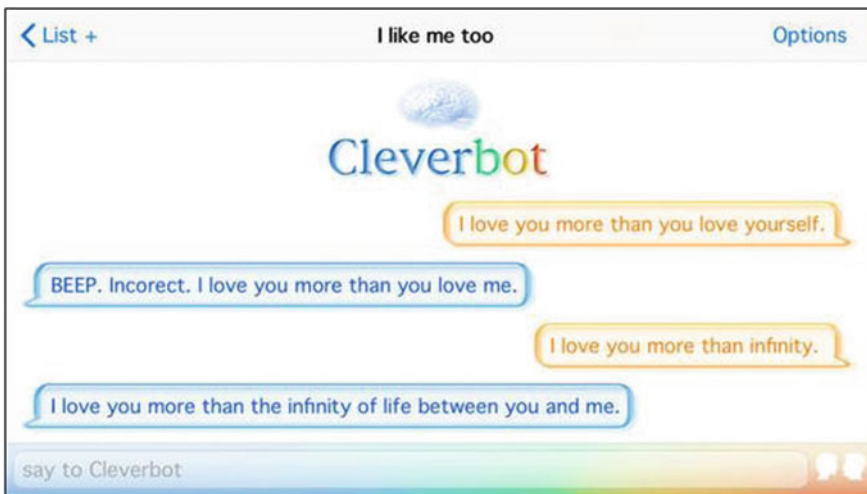 List +
I like me too
Options
Cleverbot
I love you more than you love yourself.
BEEP. Incorect. I love you more than you love me.
I love you more than infinity.
I love you more than the infinity of life between you and me.
say to Cleverbot